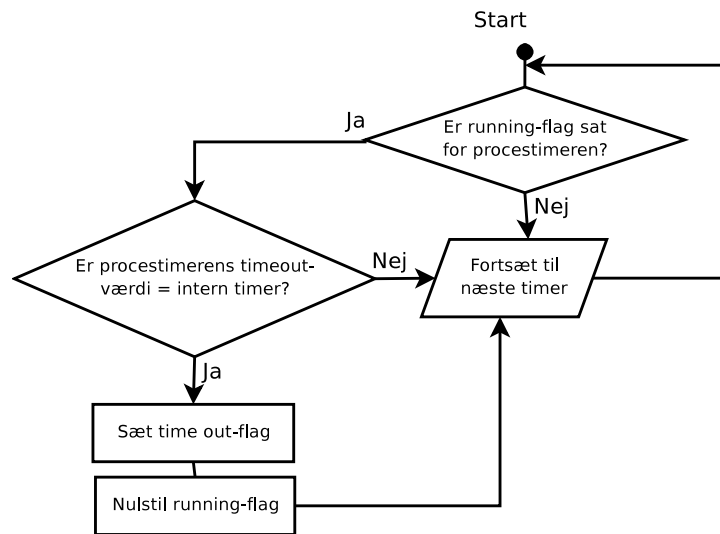 Start
Ja
Er running-flag sat
for procestimeren?
Nej
Er procestimerens timeout-
værdi = intern timer?
Nej
Fortsæt til
næste timer
Ja
Sæt time out-flag
Nulstil running-flag